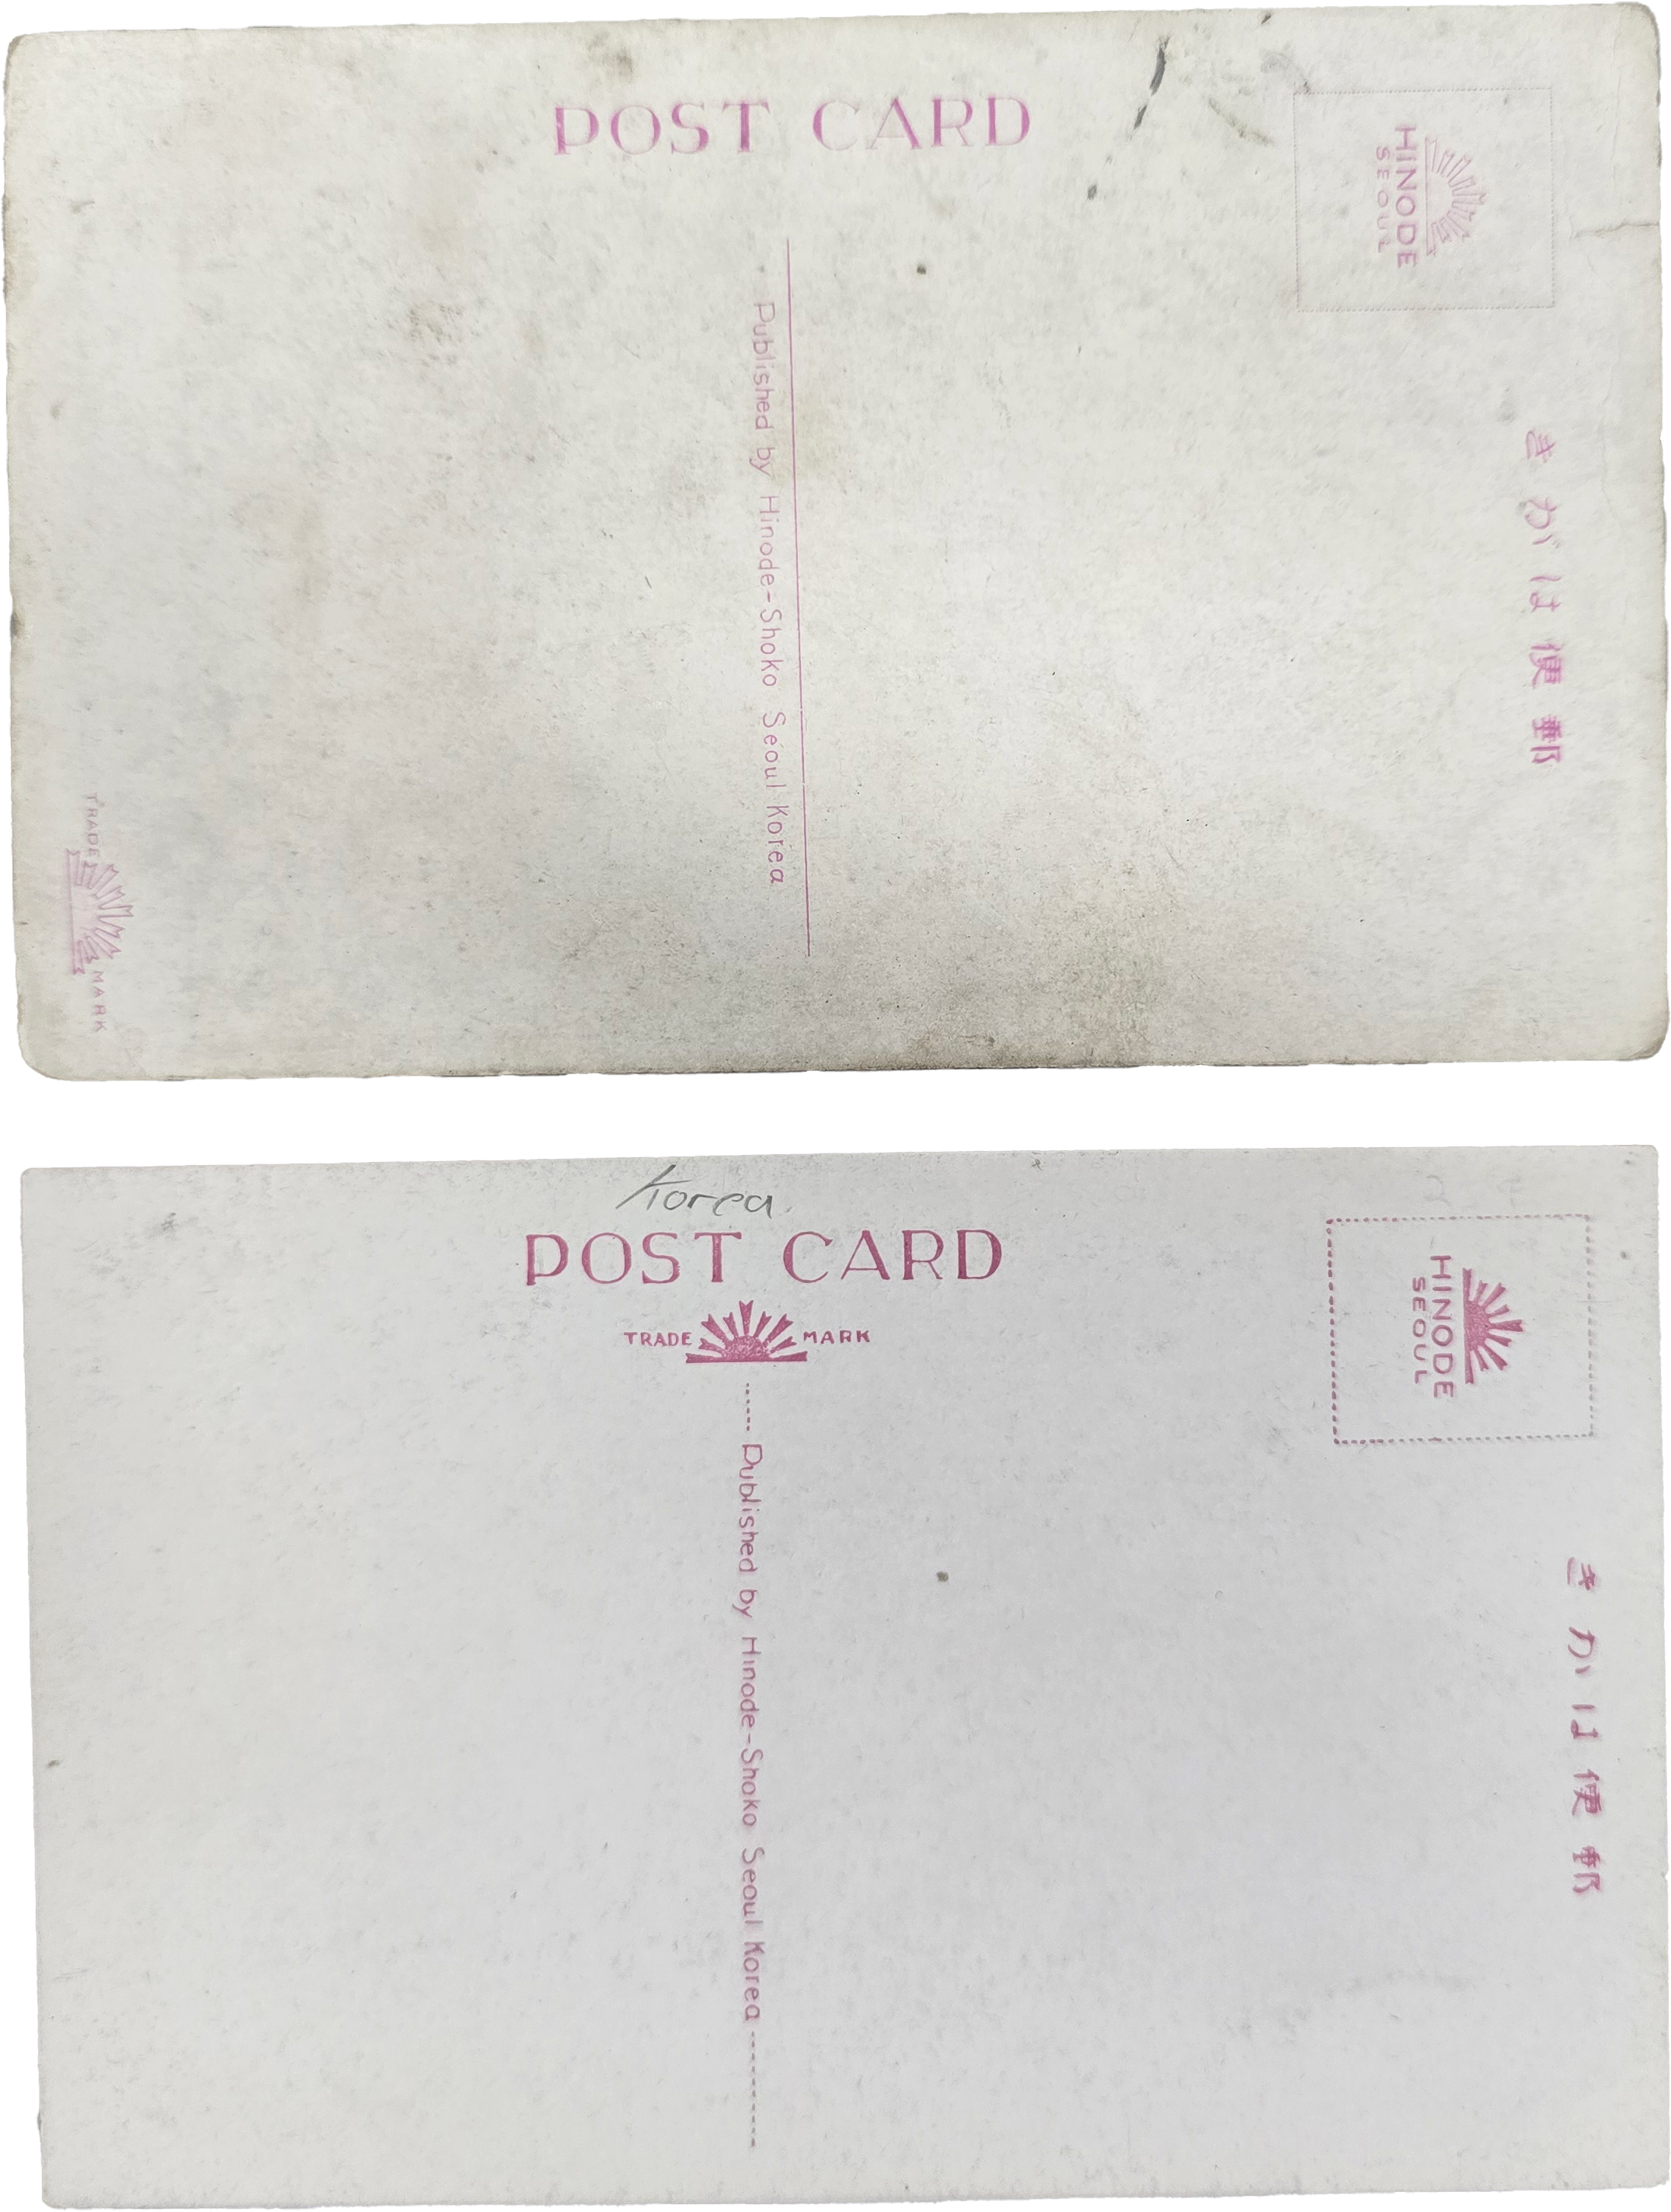 POST CARD
HINODE
SEOUL
郵便はがき
Published by Hinode-Shoko Seoul Korea
TRADE MARK
Korea
POST CARD
TRADE MARK
HINODE
SEOUL
郵便はかき
Published by Hinode-Shoko Seoul Korea